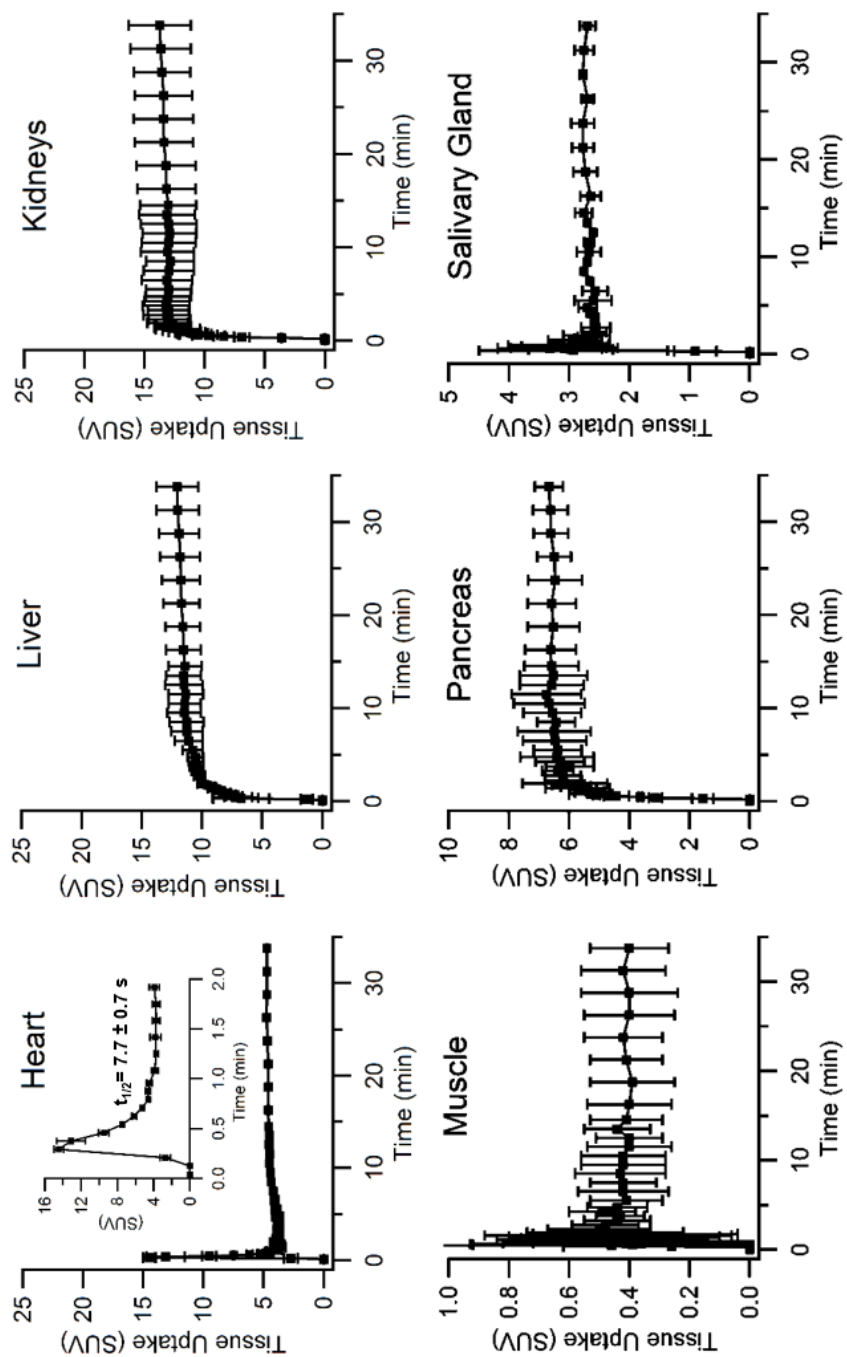 Heart
Tissue Uptake (SUV)
25
20
15
10
5
0
0 10 20 30
Time (min)
t1/2= 7.7 ± 0.7 s
(SUV)
16
12
8
4
0
0.0 0.5 1.0 1.5 2.0
Time (min)
Liver
Tissue Uptake (SUV)
25
20
15
10
5
0
0 10 20 30
Time (min)
Kidneys
Tissue Uptake (SUV)
25
20
15
10
5
0
0 10 20 30
Time (min)
Muscle
Tissue Uptake (SUV)
1.0
0.8
0.6
0.4
0.2
0.0
0 10 20 30
Time (min)
Pancreas
Tissue Uptake (SUV)
10
8
6
4
2
0
0 10 20 30
Time (min)
Salivary Gland
Tissue Uptake (SUV)
5
4
3
2
1
0
0 10 20 30
Time (min)